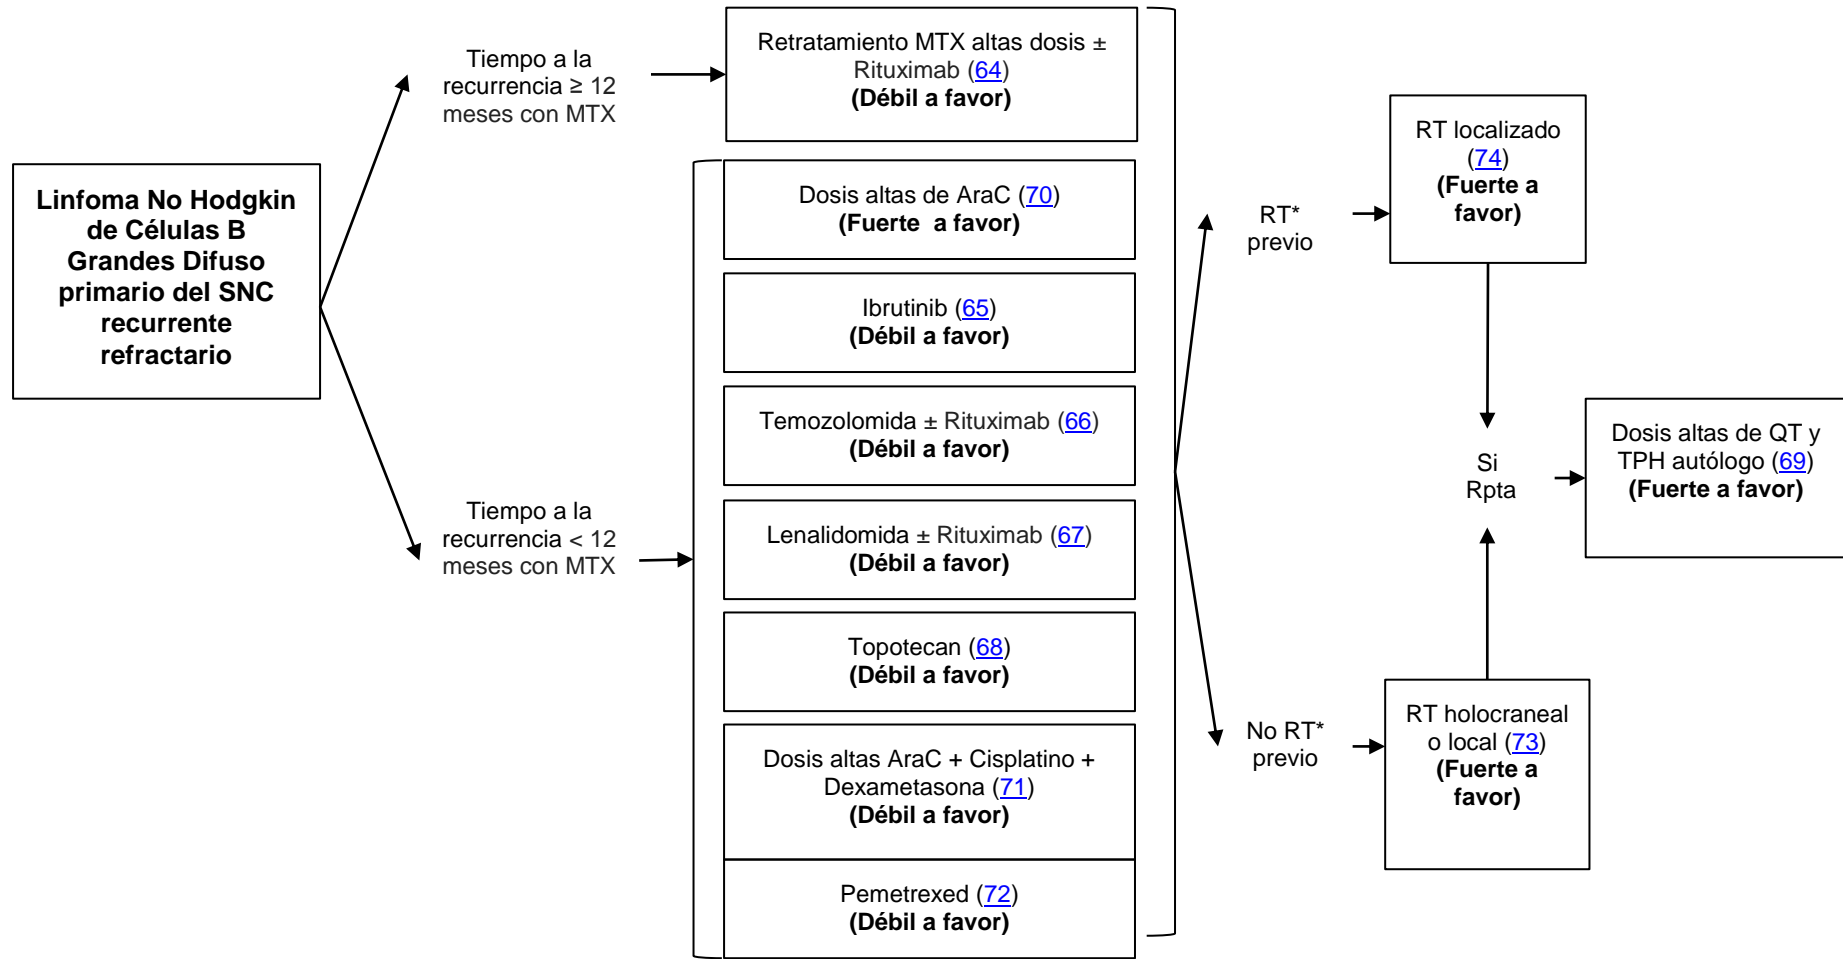 Linfoma No Hodgkin
de Células B
Grandes Difuso
primario del SNC
recurrente
refractario
Tiempo a la
recurrencia ≥ 12
meses con MTX
Tiempo a la
recurrencia < 12
meses con MTX
Retratamiento MTX altas dosis ±
Rituximab (64)
(Débil a favor)
Dosis altas de AraC (70)
(Fuerte a favor)
Ibrutinib (65)
(Débil a favor)
Temozolomida ± Rituximab (66)
(Débil a favor)
Lenalidomida ± Rituximab (67)
(Débil a favor)
Topotecan (68)
(Débil a favor)
Dosis altas AraC + Cisplatino +
Dexametasona (71)
(Débil a favor)
Pemetrexed (72)
(Débil a favor)
RT*
previo
No RT*
previo
RT localizado
(74)
(Fuerte a
favor)
Si
Rpta
RT holocraneal
o local (73)
(Fuerte a
favor)
Dosis altas de QT y
TPH autólogo (69)
(Fuerte a favor)